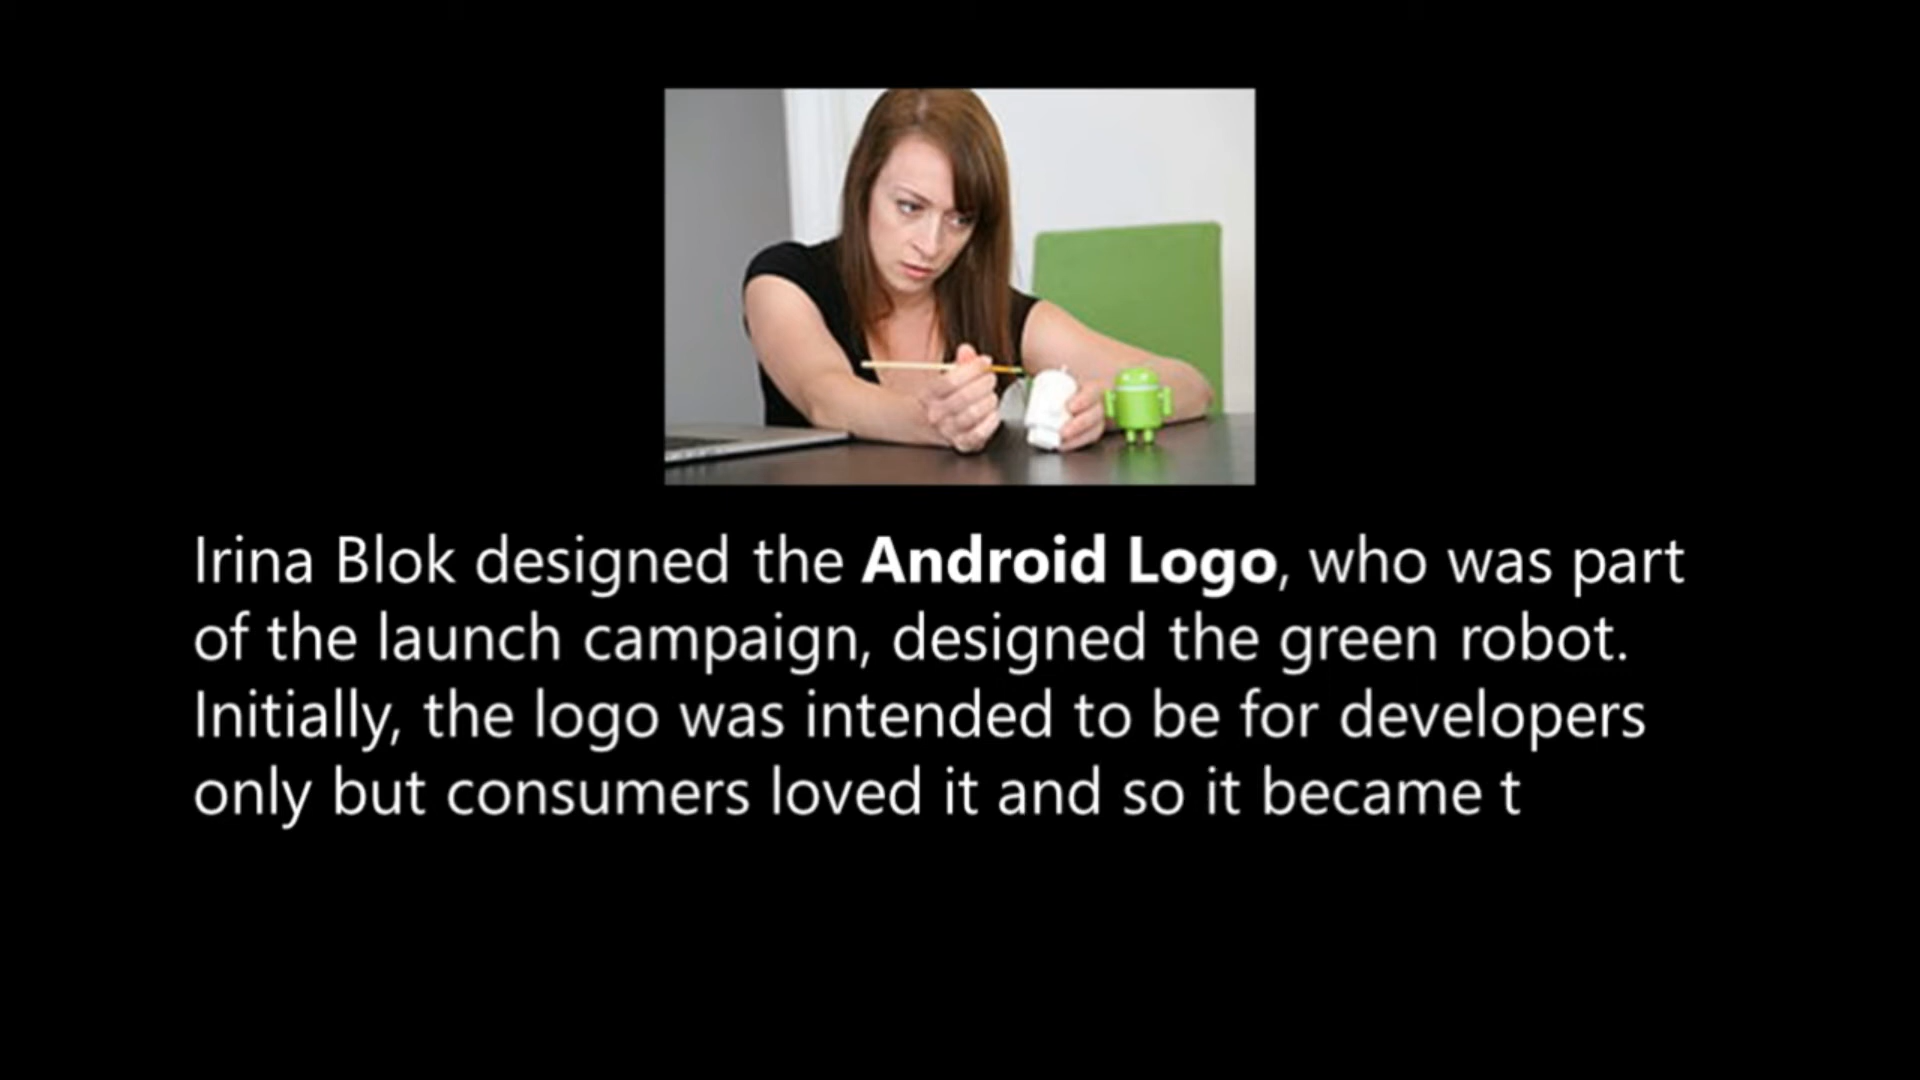 Irina Blok designed the Android Logo, who was part
of the launch campaign, designed the green robot.
Initially, the logo was intended to be for developers
only but consumers loved it and so it became t